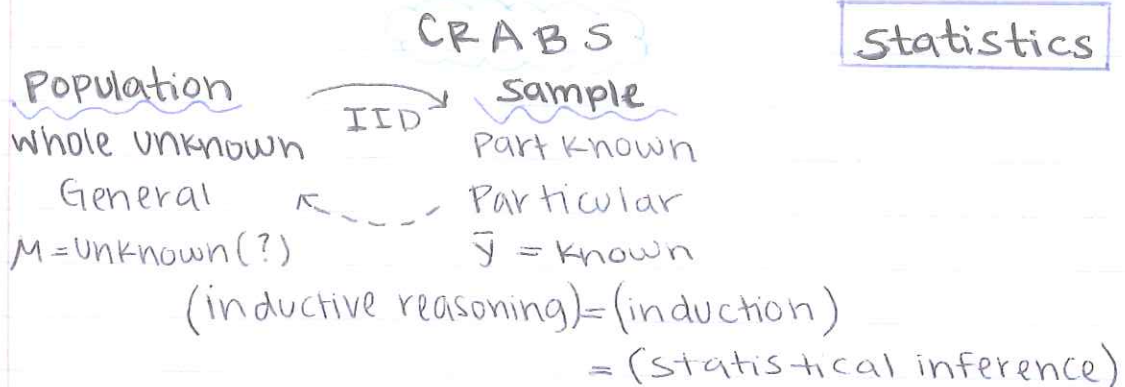 CRABS
Statistics
Population IID sample
Whole unknown Part known
General Particular
μ = unknown (?) ȳ = known
(inductive reasoning) = (induction)
= (statistical inference)